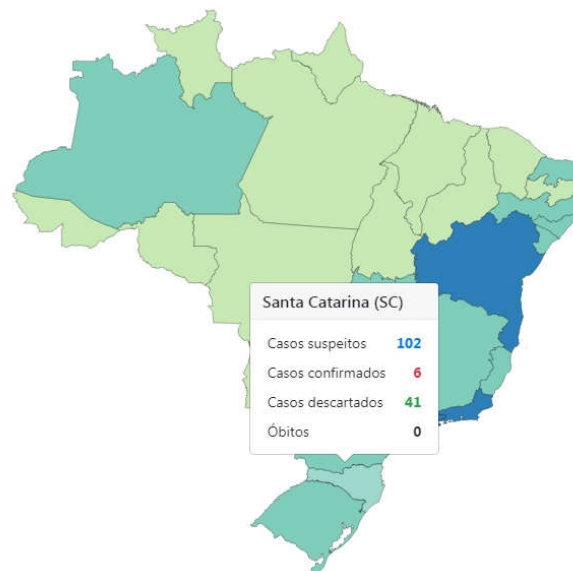 Santa Catarina (SC)
Casos suspeitos 102
Casos confirmados 6
Casos descartados 41
Óbitos 0